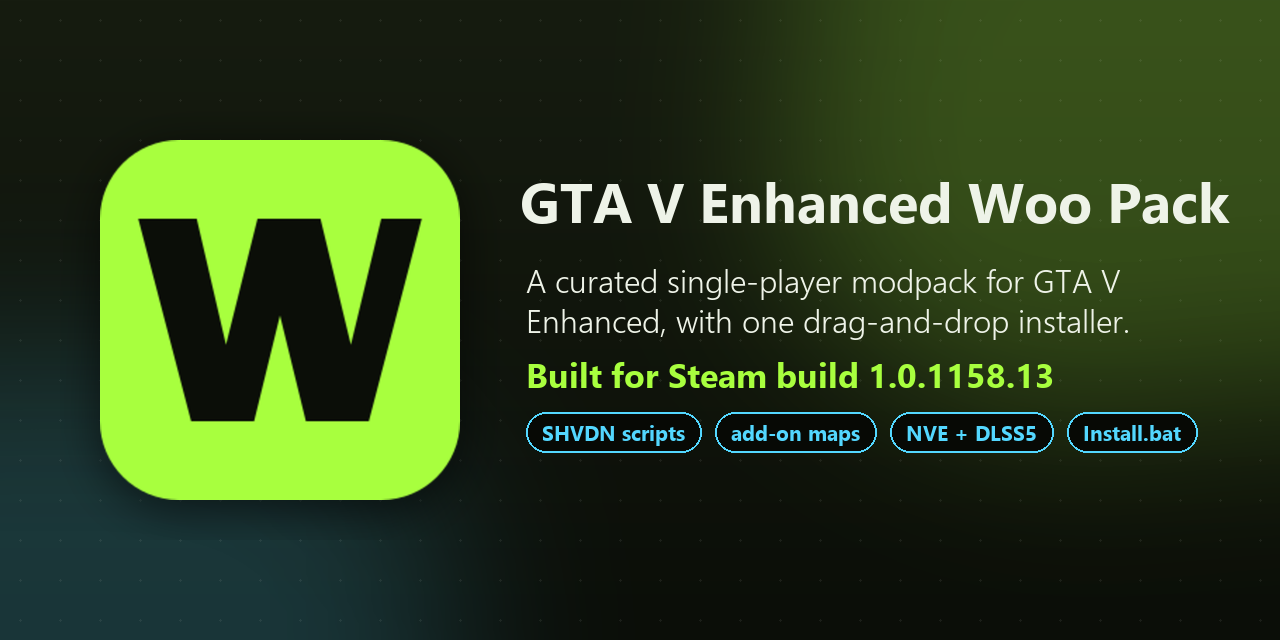 W
GTA V Enhanced Woo Pack
A curated single-player modpack for GTA V
Enhanced, with one drag-and-drop installer.
Built for Steam build 1.0.1158.13
SHVDN scripts
add-on maps
NVE + DLSS5
Install.bat